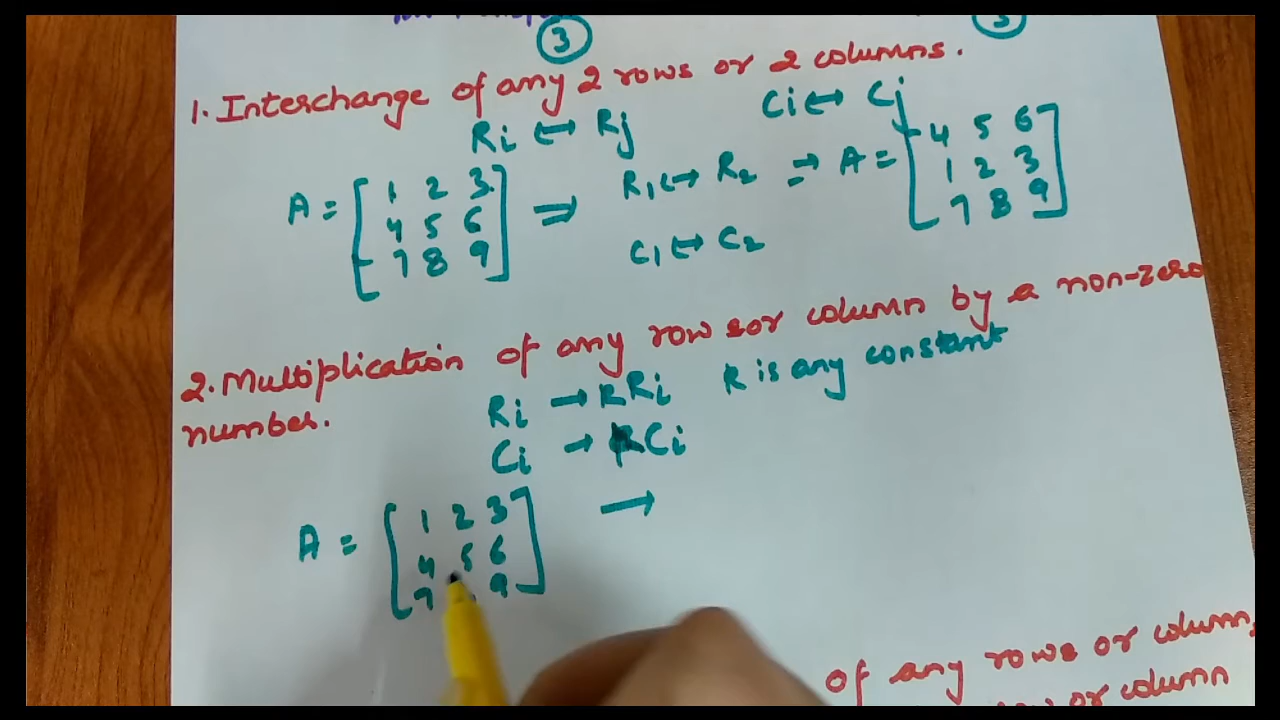 3
3
1. Interchange of any 2 rows or 2 columns.
Ri ↔ Rj Ci ↔ Cj
A = [ 1 2 3 ⇒ R1 ↔ R2 → A = [ 4 5 6
4 5 6 1 2 3
7 8 9 ] C1 ↔ C2 7 8 9 ]
2. Multiplication of any row sor column by a non-zero
number.
Ri → kRi k is any constant
Ci → kCi
A = [ 1 2 3 →
4 5 6
7 9 ]
of any rows or column,
row or column